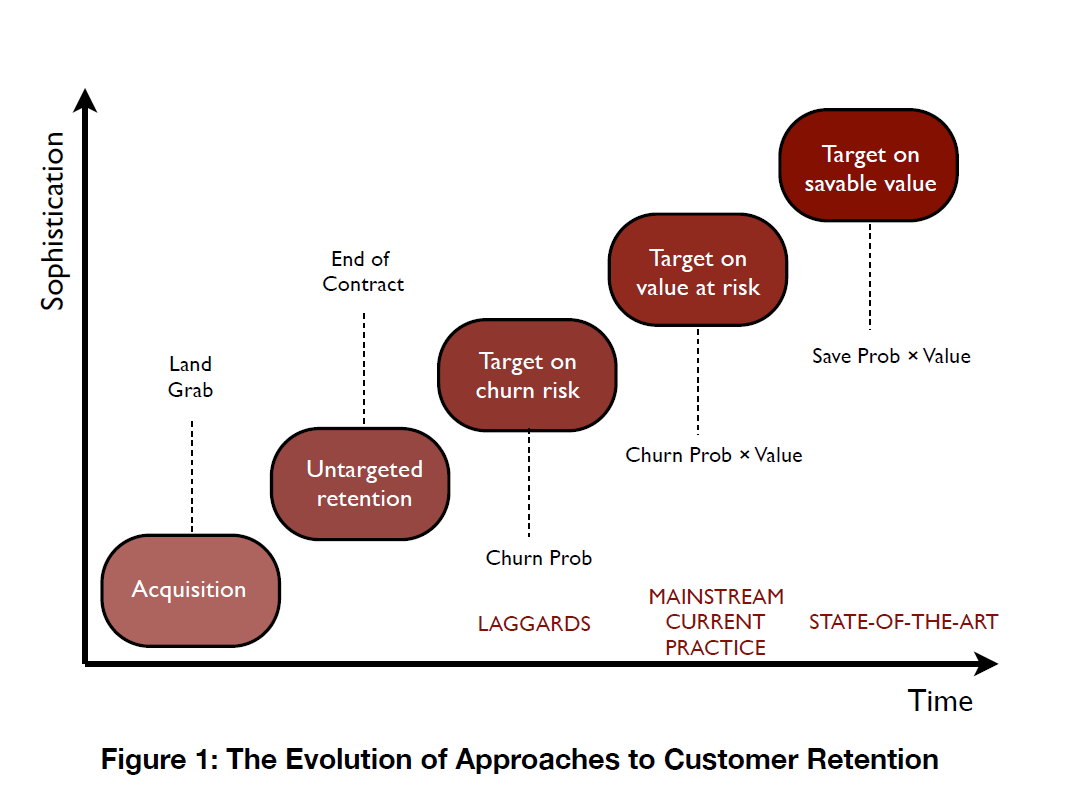 Sophistication
Target on
savable value
Target on
value at risk
End of
Contract
Target on
churn risk
Save Prob × Value
Land
Grab
Untargeted
retention
Churn Prob × Value
Acquisition
Churn Prob
LAGGARDS
MAINSTREAM
CURRENT
PRACTICE
STATE-OF-THE-ART
Time
Figure 1: The Evolution of Approaches to Customer Retention